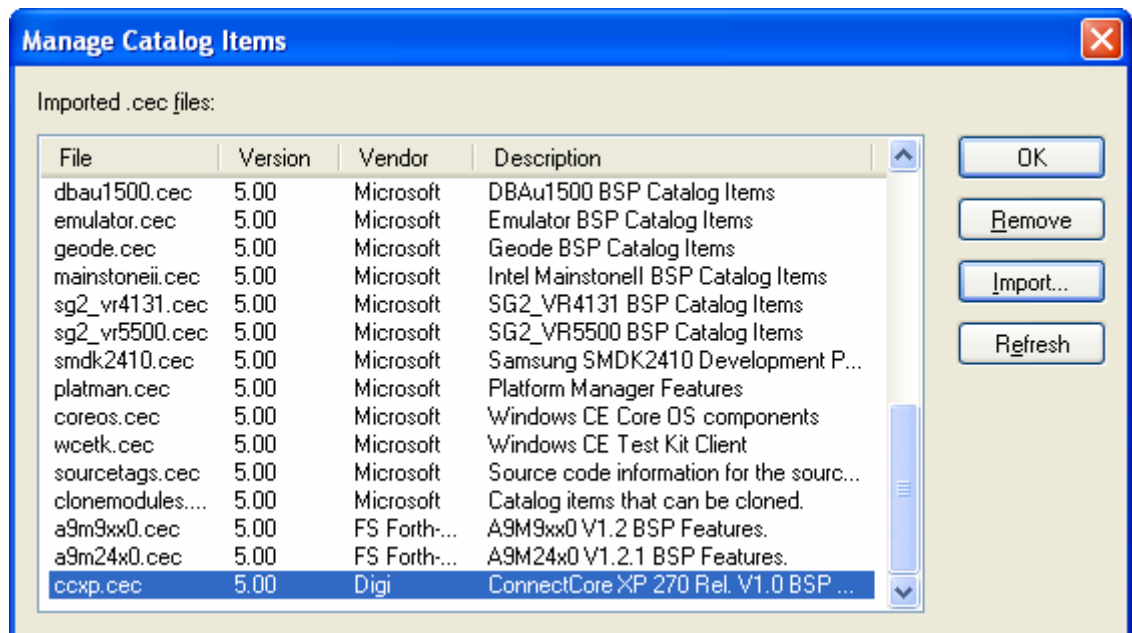 Manage Catalog Items
Imported .cec files:
File Version Vendor Description
dbau1500.cec 5.00 Microsoft DBAu1500 BSP Catalog Items
emulator.cec 5.00 Microsoft Emulator BSP Catalog Items
geode.cec 5.00 Microsoft Geode BSP Catalog Items
mainstoneii.cec 5.00 Microsoft Intel MainstoneII BSP Catalog Items
sg2_vr4131.cec 5.00 Microsoft SG2_VR4131 BSP Catalog Items
sg2_vr5500.cec 5.00 Microsoft SG2_VR5500 BSP Catalog Items
smdk2410.cec 5.00 Microsoft Samsung SMDK2410 Development P...
platman.cec 5.00 Microsoft Platform Manager Features
coreos.cec 5.00 Microsoft Windows CE Core OS components
wcetk.cec 5.00 Microsoft Windows CE Test Kit Client
sourcetags.cec 5.00 Microsoft Source code information for the sourc...
clonemodules.... 5.00 Microsoft Catalog items that can be cloned.
a9m9xx0.cec 5.00 FS Forth-... A9M9xx0 V1.2 BSP Features.
a9m24x0.cec 5.00 FS Forth-... A9M24x0 V1.2.1 BSP Features.
ccxp.cec 5.00 Digi ConnectCore XP 270 Rel. V1.0 BSP ...
OK
Remove
Import...
Refresh